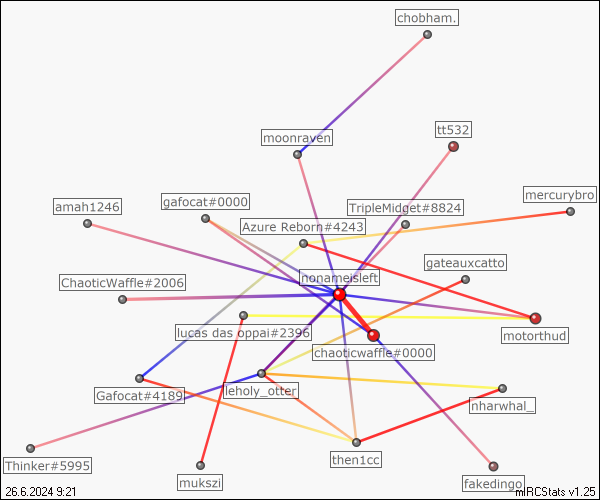 chobham.
tt532
moonraven
mercurybro
gafocat#0000
amah1246
TripleMidget#8824
Azure Reborn#4243
gateauxcatto
nonameisleft
ChaoticWaffle#2006
lucas das oppai#2396
motorthud
chaoticwaffle#0000
Gafocat#4189
leholy_otter
nharwhal_
then1cc
Thinker#5995
mukszi
fakedingo
26.6.2024 9:21
mIRCStats v1.25